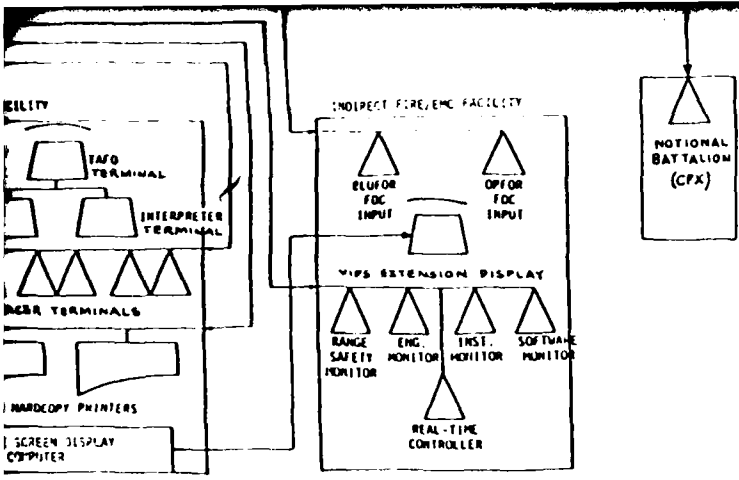 CILITY
TAFO
TERMINAL
INTERPRETER
TERMINAL
TERMINALS
HARDCOPY PRINTERS
SCREEN DISPLAY
COMPUTER
INDIRECT FIRE/EMC FACILITY
BLUFOR
FDC
INPUT
OPFOR
FDC
INPUT
VIPS EXTENSION DISPLAY
RANGE
SAFETY
MONITOR
ENG.
MONITOR
INST.
MONITOR
SOFTWARE
MONITOR
REAL-TIME
CONTROLLER
NOTIONAL
BATTALION
(CPX)